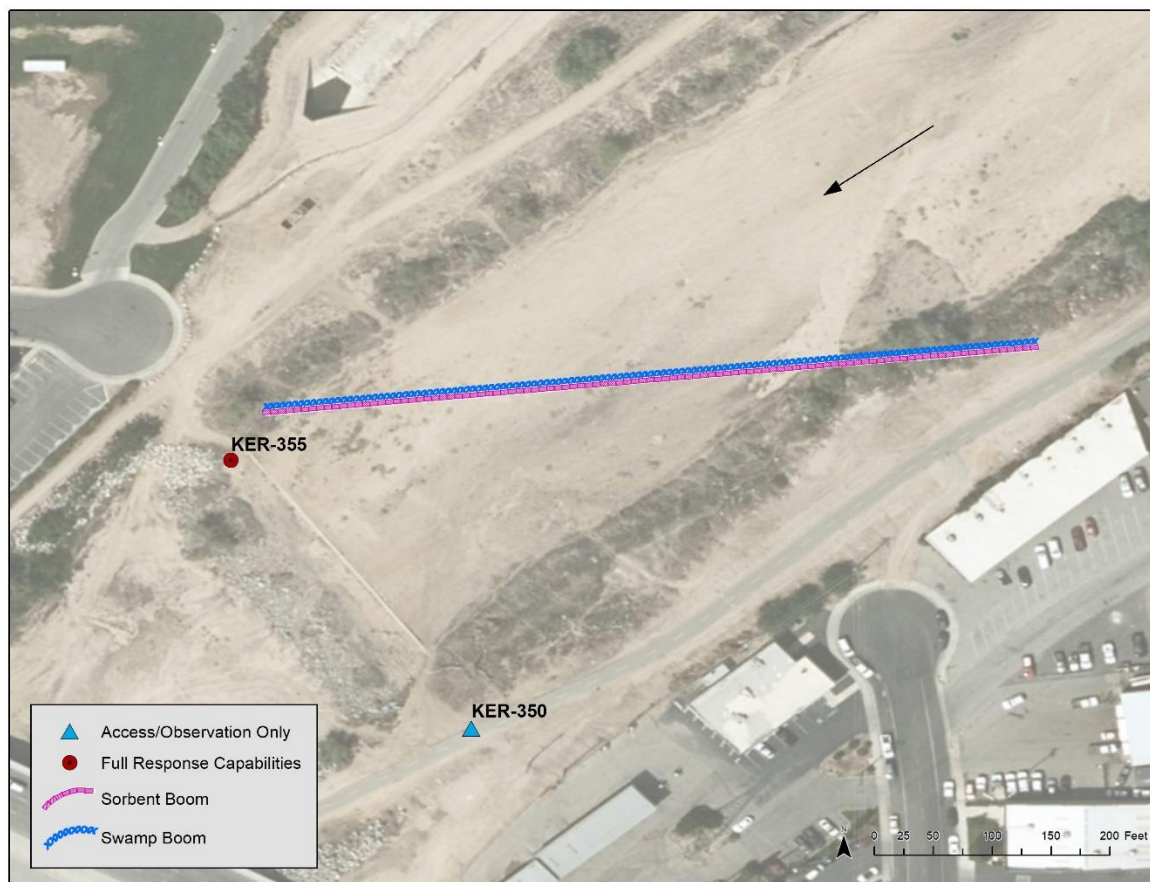 KER-355
KER-350
Access/Observation Only
Full Response Capabilities
Sorbent Boom
Swamp Boom
N
0 25 50 100 150 200 Feet